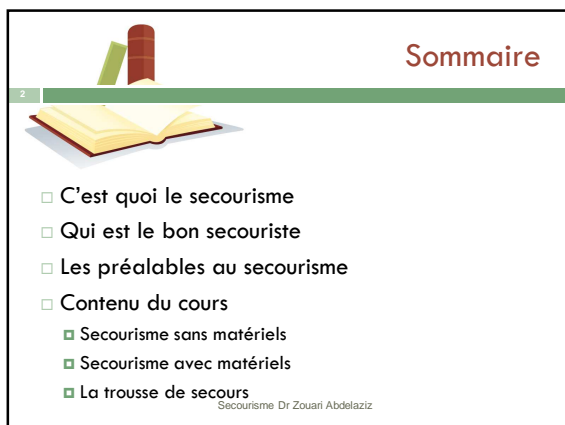 Sommaire
2
C'est quoi le secourisme
Qui est le bon secouriste
Les préalables au secourisme
Contenu du cours
Secourisme sans matériels
Secourisme avec matériels
La trousse de secours
Secourisme Dr Zouari Abdelaziz